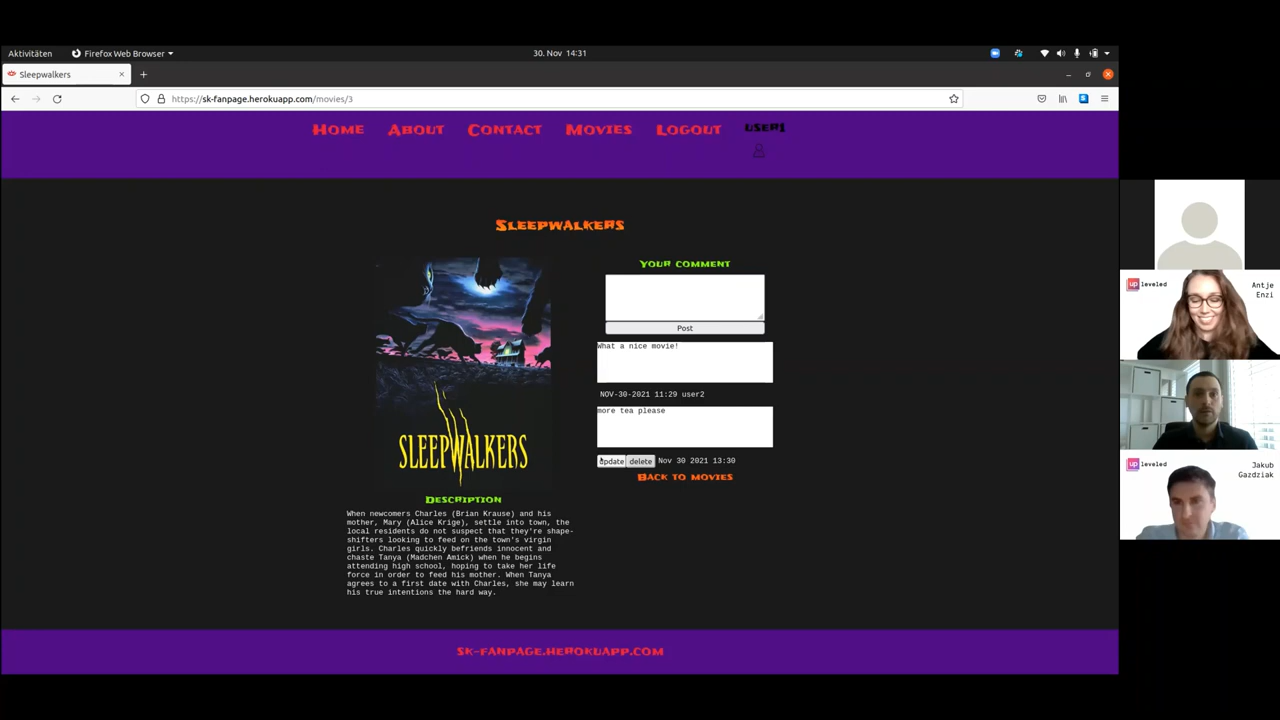 Aktivitäten
Firefox Web Browser
30. Nov 14:31
Sleepwalkers
https://sk-fanpage.herokuapp.com/movies/3
Home
About
Contact
Movies
Logout
user1
Sleepwalkers
Your comment
Post
What a nice movie!
NOV-30-2021 11:29 user2
more tea please
update
delete
Nov 30 2021 13:30
Back to movies
SLEEPWALKERS
Description
When newcomers Charles (Brian Krause) and his
mother, Mary (Alice Krige), settle into town, the
local residents do not suspect that they're shape-
shifters looking to feed on the town's virgin
girls. Charles quickly befriends innocent and
chaste Tanya (Madchen Amick) when he begins
attending high school, hoping to take her life
force in order to feed his mother. When Tanya
agrees to a first date with Charles, she may learn
his true intentions the hard way.
sk-fanpage.herokuapp.com
up leveled
Antje
Enzi
up leveled
Jakub
Gazdziak